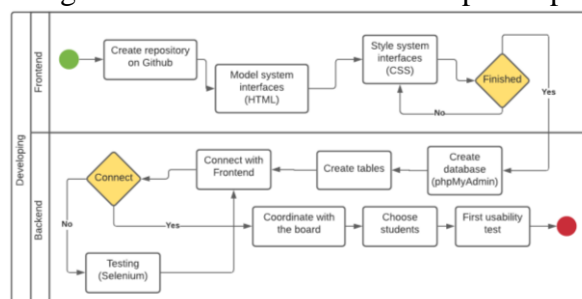 Developing
Frontend
Create repository
on Github
Model system
interfaces
(HTML)
Style system
interfaces
(CSS)
Finished
Yes
No
Backend
Connect
Connect with
Frontend
Create tables
Create
database
(phpMyAdmin)
No
Yes
Coordinate with
the board
Choose
students
First usability
test
Testing
(Selenium)